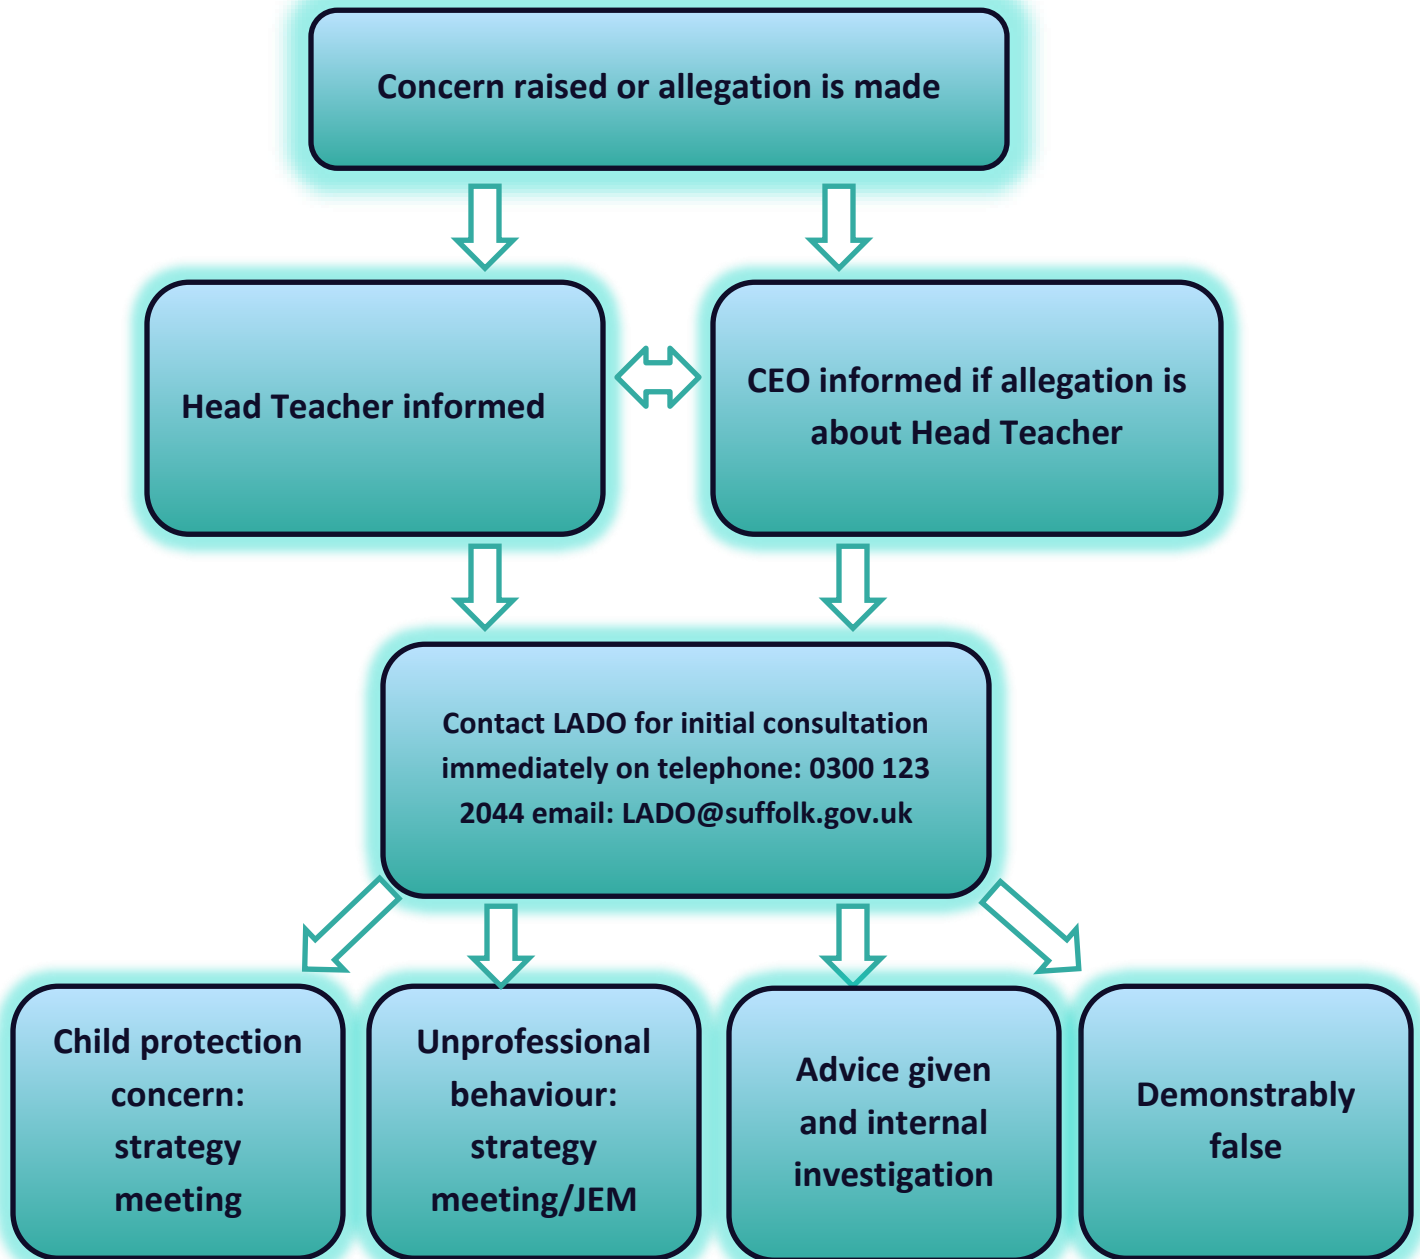 Concern raised or allegation is made
Head Teacher informed
CEO informed if allegation is
about Head Teacher
Contact LADO for initial consultation
immediately on telephone: 0300 123
2044 email: LADO@suffolk.gov.uk
Child protection
concern:
strategy
meeting
Unprofessional
behaviour:
strategy
meeting/JEM
Advice given
and internal
investigation
Demonstrably
false